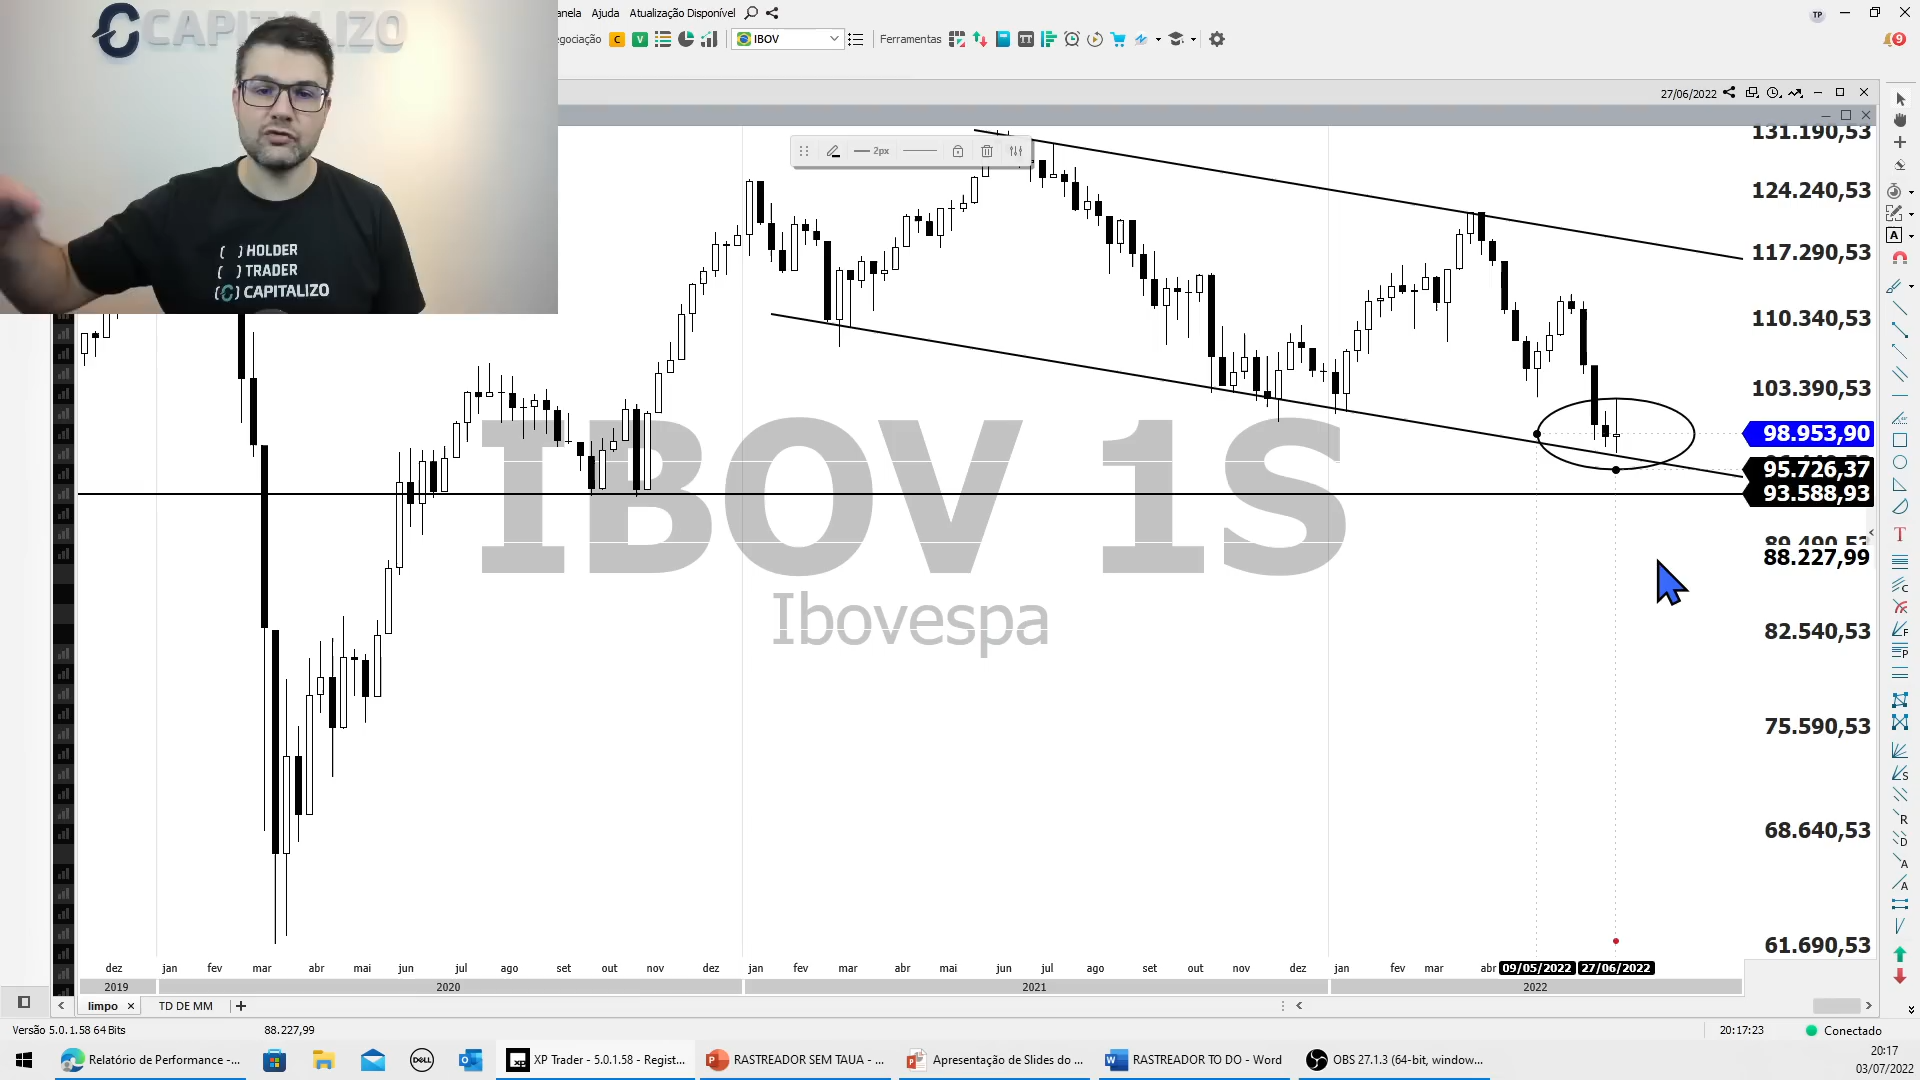 CAPITALIZO
( ) HOLDER
( ) TRADER
( ) CAPITALIZO
anela Ajuda Atualização Disponível
TP
gociação C V IBOV Ferramentas
9
27/06/2022
2px
131.190,53
124.240,53
117.290,53
110.340,53
103.390,53
98.953,90
95.726,37
93.588,93
88.227,99
82.540,53
75.590,53
68.640,53
61.690,53
IBOV 1S
Ibovespa
dez jan fev mar abr mai jun jul ago set out nov dez jan fev mar abr mai jun jul ago set out nov dez jan fev mar abr 09/05/2022 27/06/2022
2019 2020 2021 2022
limpo TD DE MM
Versão 5.0.1.58 64 Bits 88.227,99 20:17:23 Conectado
Relatório de Performance -... DELL XP Trader - 5.0.1.58 - Regist... RASTREADOR SEM TAUA - ... Apresentação de Slides do ... RASTREADOR TO DO - Word OBS 27.1.3 (64-bit, window...
20:17
03/07/2022